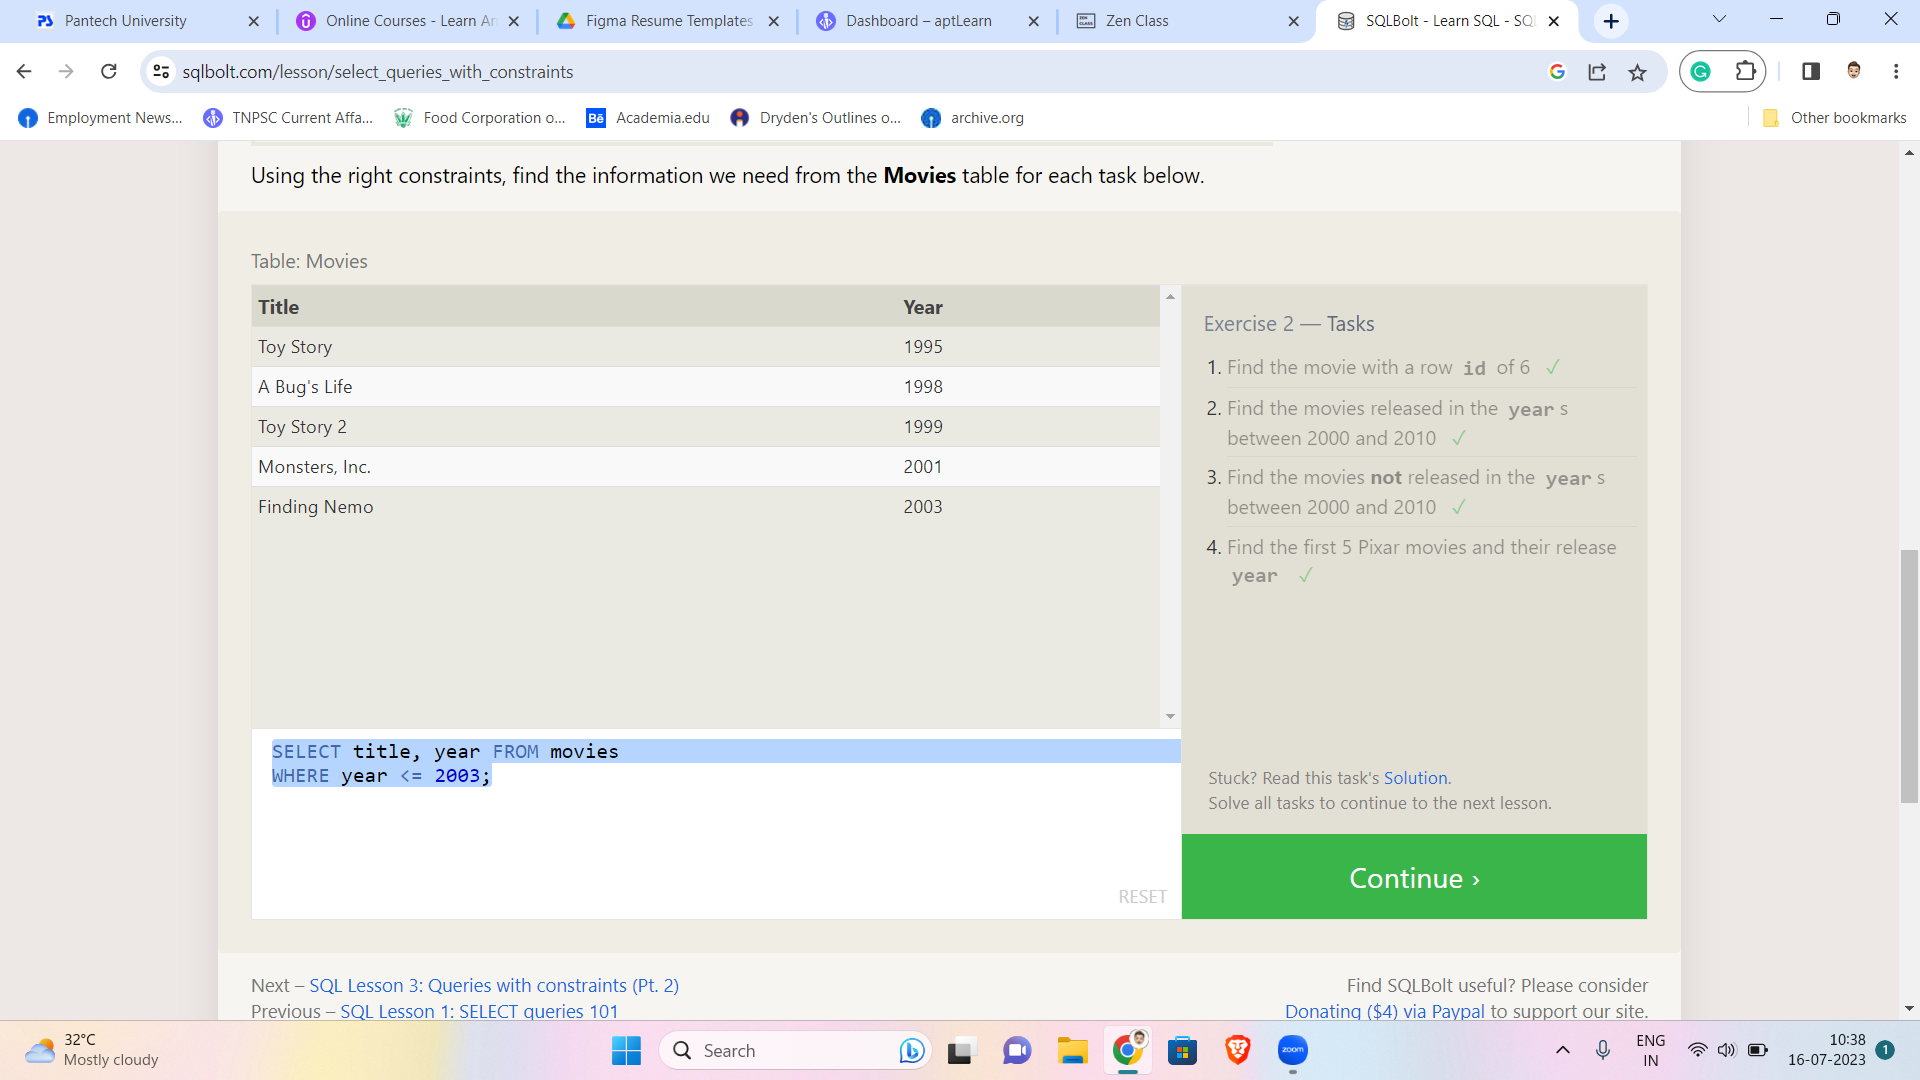 Pantech University
Online Courses - Learn An
Figma Resume Templates
Dashboard – aptLearn
Zen Class
SQLBolt - Learn SQL - SQL
sqlbolt.com/lesson/select_queries_with_constraints
Employment News...
TNPSC Current Affa...
Food Corporation o...
Academia.edu
Dryden's Outlines o...
archive.org
Other bookmarks
Using the right constraints, find the information we need from the Movies table for each task below.
Table: Movies
Title Year
Toy Story 1995
A Bug's Life 1998
Toy Story 2 1999
Monsters, Inc. 2001
Finding Nemo 2003
SELECT title, year FROM movies
WHERE year <= 2003;
RESET
Exercise 2 — Tasks
1. Find the movie with a row id of 6 ✓
2. Find the movies released in the year s
between 2000 and 2010 ✓
3. Find the movies not released in the year s
between 2000 and 2010 ✓
4. Find the first 5 Pixar movies and their release
year ✓
Stuck? Read this task's Solution.
Solve all tasks to continue to the next lesson.
Continue ›
Next – SQL Lesson 3: Queries with constraints (Pt. 2)
Previous – SQL Lesson 1: SELECT queries 101
Find SQLBolt useful? Please consider
Donating ($4) via Paypal to support our site.
32°C
Mostly cloudy
Search
zoom
ENG
IN
10:38
16-07-2023
1